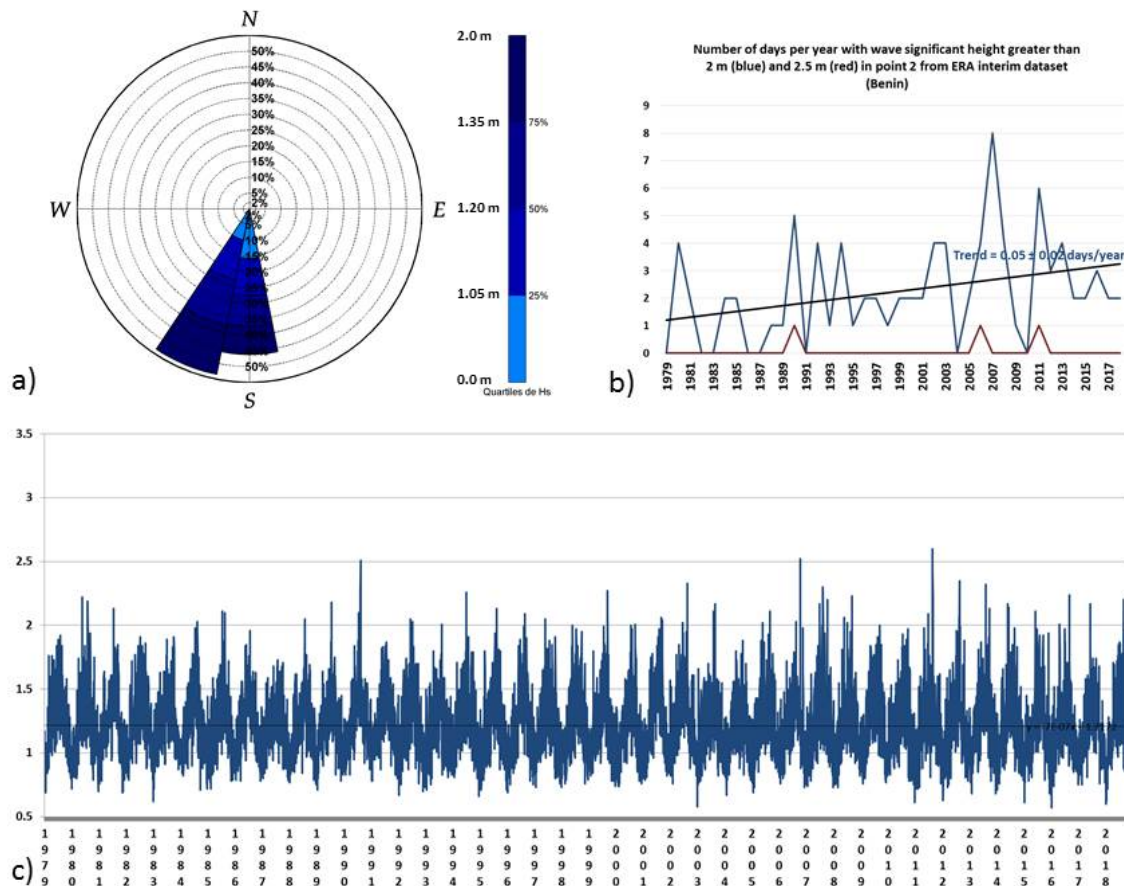 N
50%
45%
40%
35%
30%
25%
20%
15%
10%
5%
2%
W
E
5%
10%
15%
50%
S
a)
2.0 m
1.35 m
75%
1.20 m
50%
1.05 m
25%
0.0 m
Quartiles de Hs
Number of days per year with wave significant height greater than
2 m (blue) and 2.5 m (red) in point 2 from ERA interim dataset
(Benin)
9
8
7
6
5
4
3
2
1
0
Trend = 0.05 ± 0.02 days/year
1979 1981 1983 1985 1987 1989 1991 1993 1995 1997 1999 2001 2003 2005 2007 2009 2011 2013 2015 2017
b)
3.5
3
2.5
2
1.5
1
0.5
1979 1980 1981 1982 1983 1984 1985 1986 1987 1988 1989 1990 1991 1992 1993 1994 1995 1996 1997 1998 1999 2000 2001 2002 2003 2004 2005 2006 2007 2008 2009 2010 2011 2012 2013 2014 2015 2016 2017 2018
c)